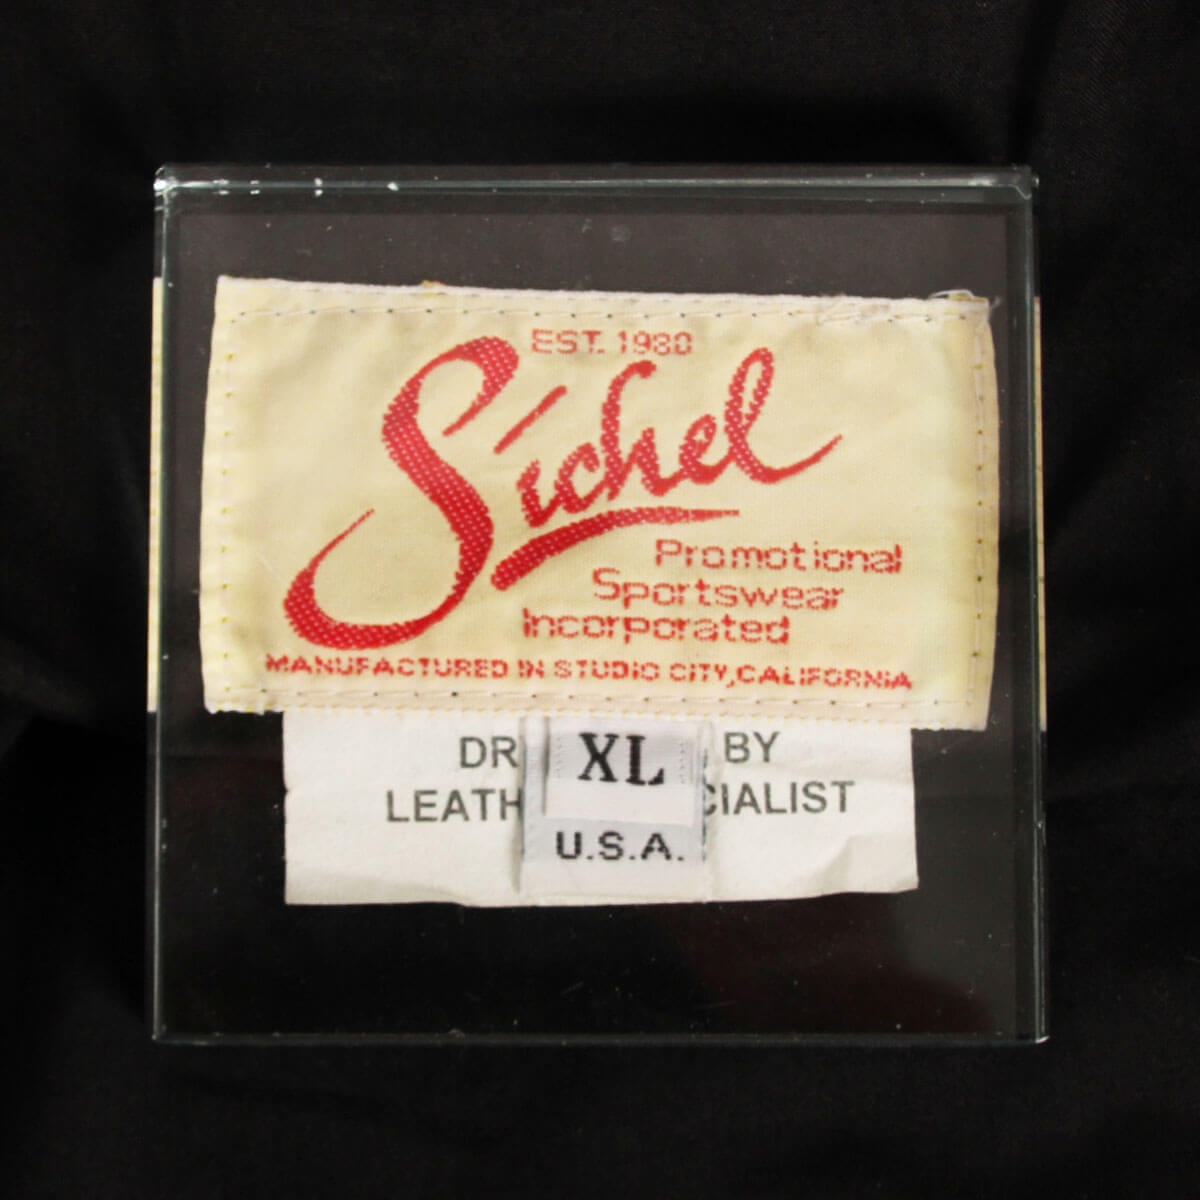 EST. 1980
Sichel
Promotional
Sportswear
Incorporated
MANUFACTURED IN STUDIO CITY, CALIFORNIA
DR BY
LEATH CIALIST
XL
U.S.A.